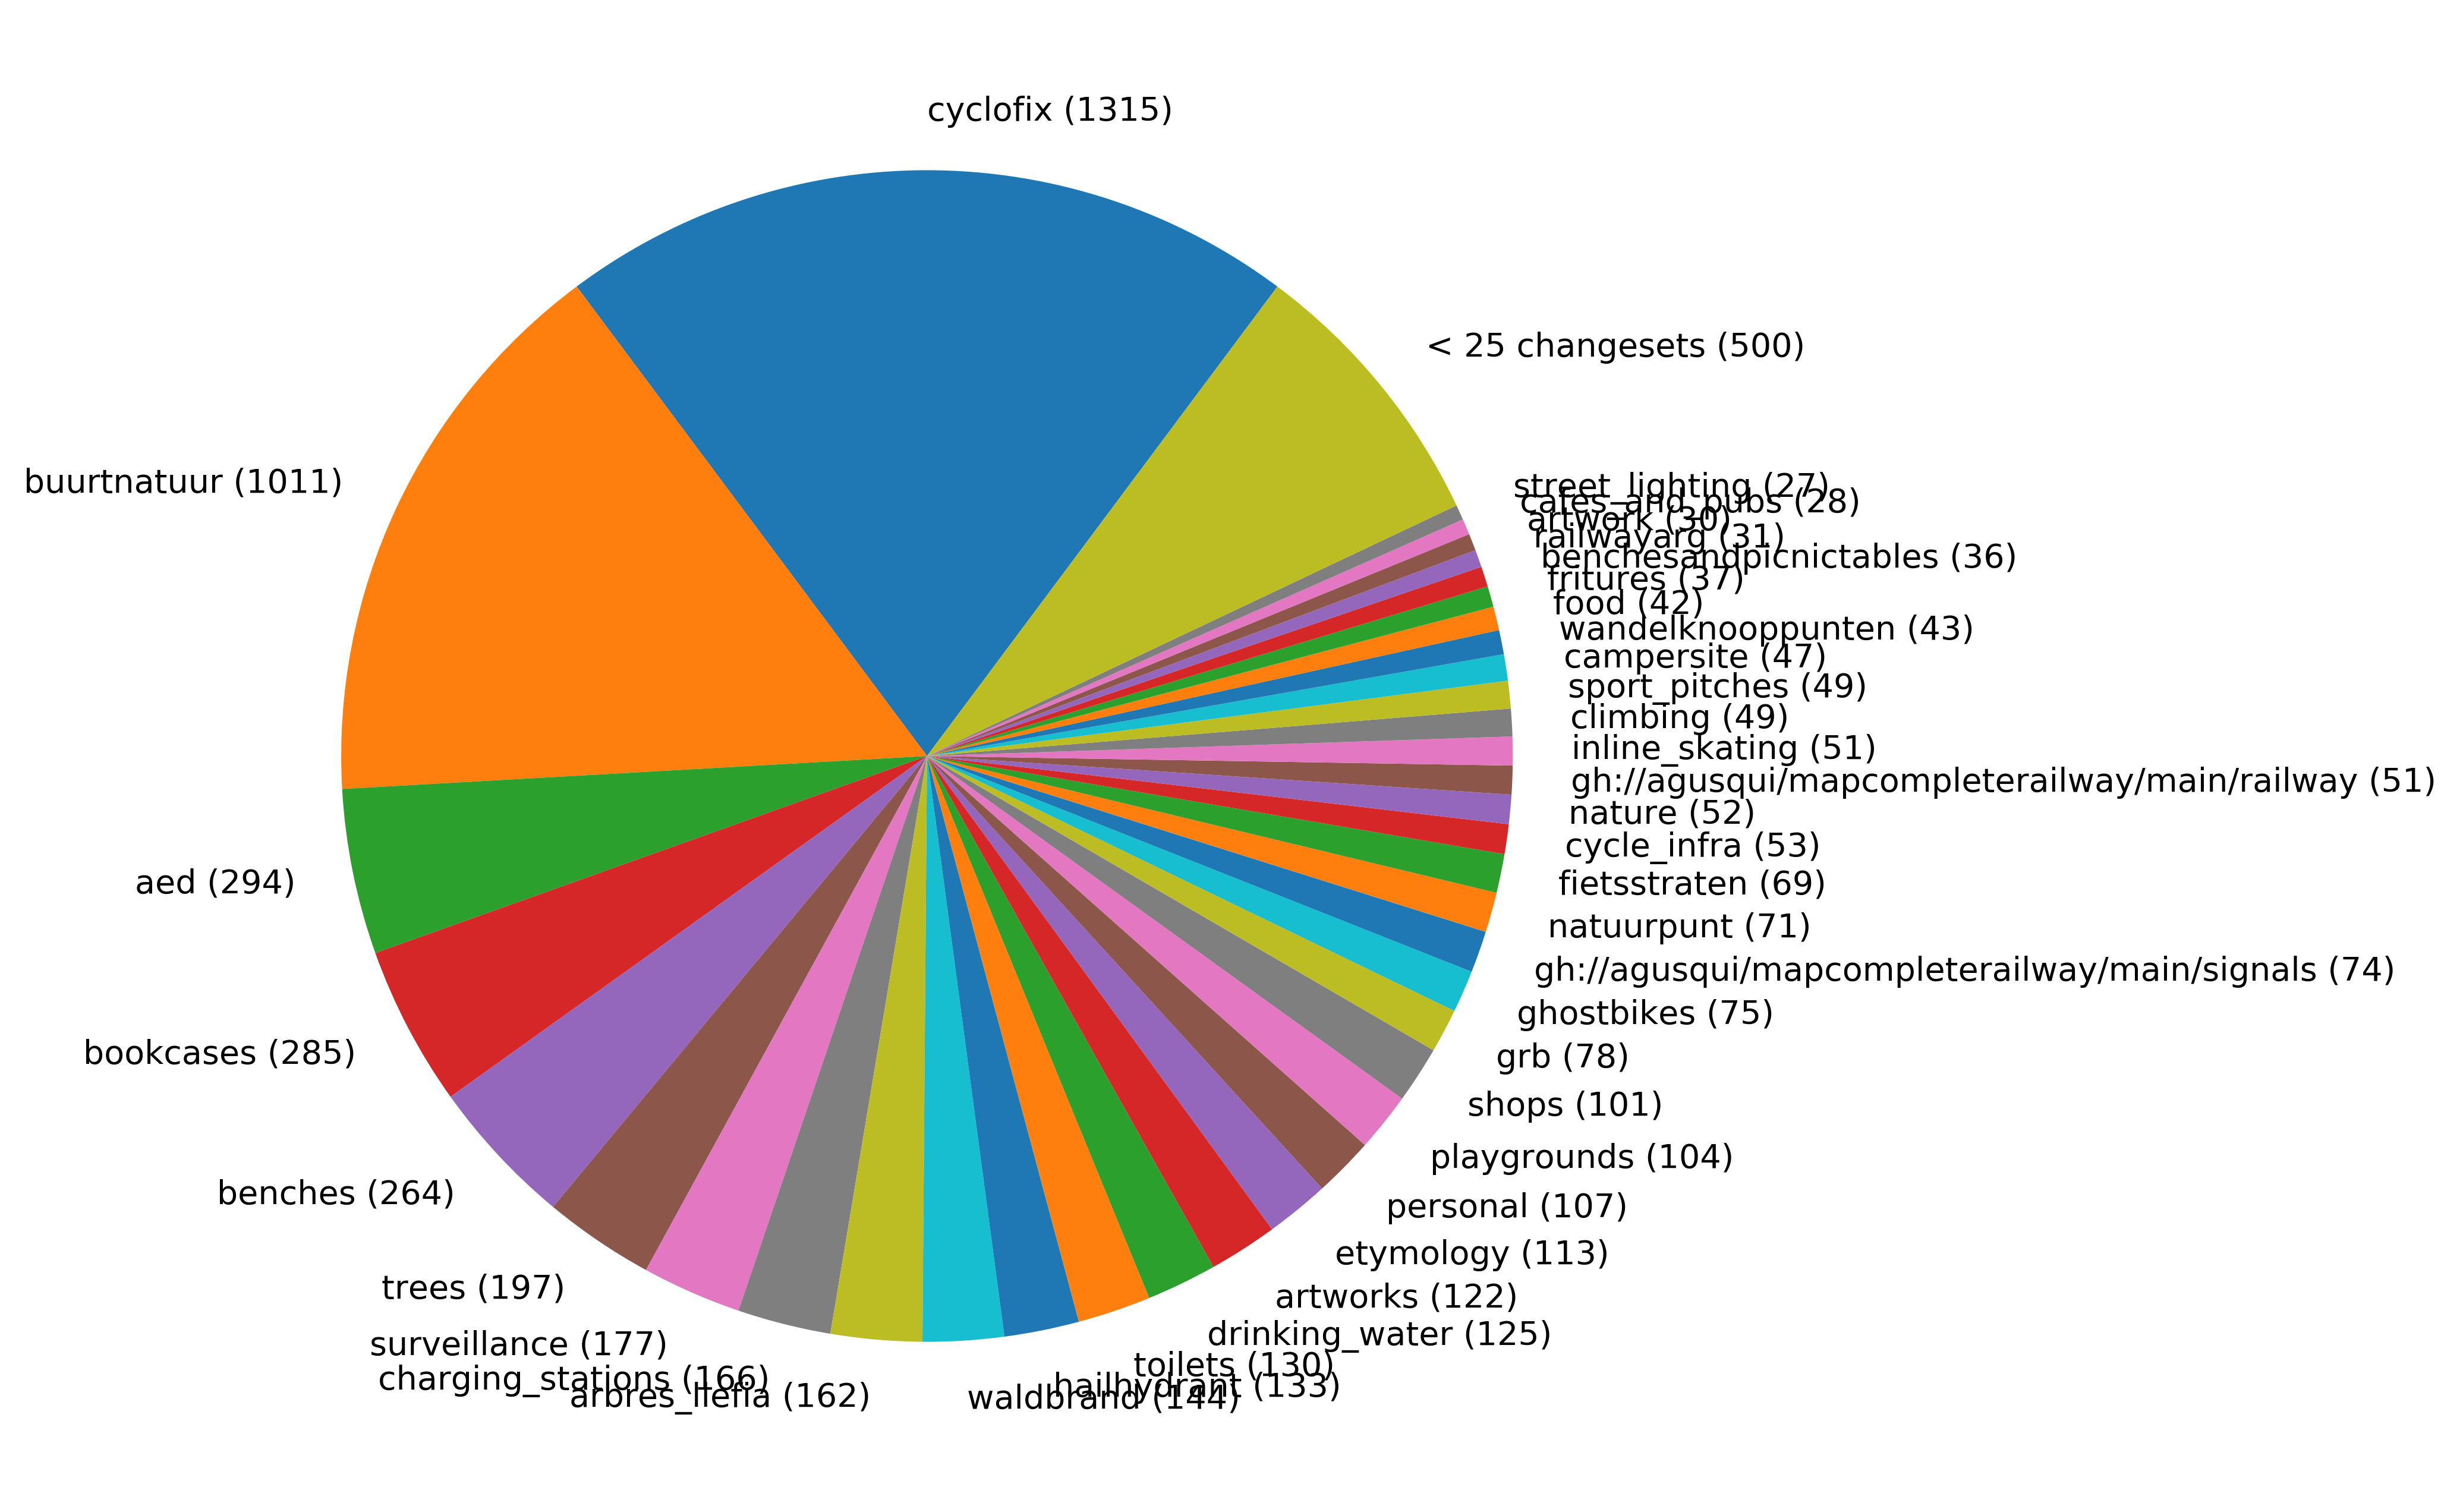 cyclofix (1315)
< 25 changesets (500)
buurtnatuur (1011)
street_lighting (27)
cafes_and_pubs (28)
artwork (30)
railwayarg (31)
benchesandpicnictables (36)
fritures (37)
food (42)
wandelknooppunten (43)
campersite (47)
sport_pitches (49)
climbing (49)
inline_skating (51)
gh://agusqui/mapcompleterailway/main/railway (51)
nature (52)
cycle_infra (53)
fietsstraten (69)
aed (294)
natuurpunt (71)
gh://agusqui/mapcompleterailway/main/signals (74)
ghostbikes (75)
bookcases (285)
grb (78)
shops (101)
playgrounds (104)
benches (264)
personal (107)
etymology (113)
trees (197)
artworks (122)
drinking_water (125)
surveillance (177)
toilets (130)
charging_stations (166)
hailhydrant (133)
arbres_llefia (162)
waldbrand (144)